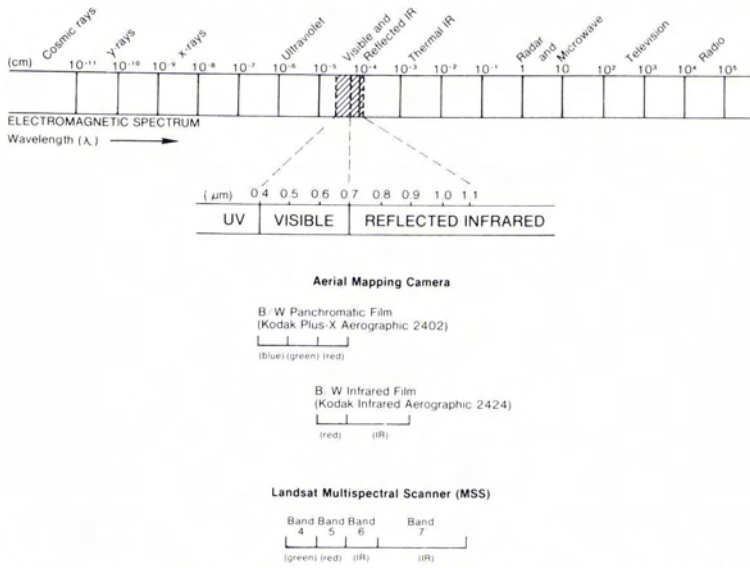 Cosmic rays γ-rays x-rays Ultraviolet Visible and Reflected IR Thermal IR Radar and Microwave Television Radio
(cm) 10⁻¹¹ 10⁻¹⁰ 10⁻⁹ 10⁻⁸ 10⁻⁷ 10⁻⁶ 10⁻⁵ 10⁻⁴ 10⁻³ 10⁻² 10⁻¹ 1 10 10² 10³ 10⁴ 10⁵
ELECTROMAGNETIC SPECTRUM
Wavelength (λ)
(μm) 0.4 0.5 0.6 0.7 0.8 0.9 1.0 1.1
UV VISIBLE REFLECTED INFRARED
Aerial Mapping Camera
B/W Panchromatic Film
(Kodak Plus-X Aerographic 2402)
(blue) (green) (red)
B/W Infrared Film
(Kodak Infrared Aerographic 2424)
(red) (IR)
Landsat Multispectral Scanner (MSS)
Band Band Band Band
4 5 6 7
(green) (red) (IR) (IR)